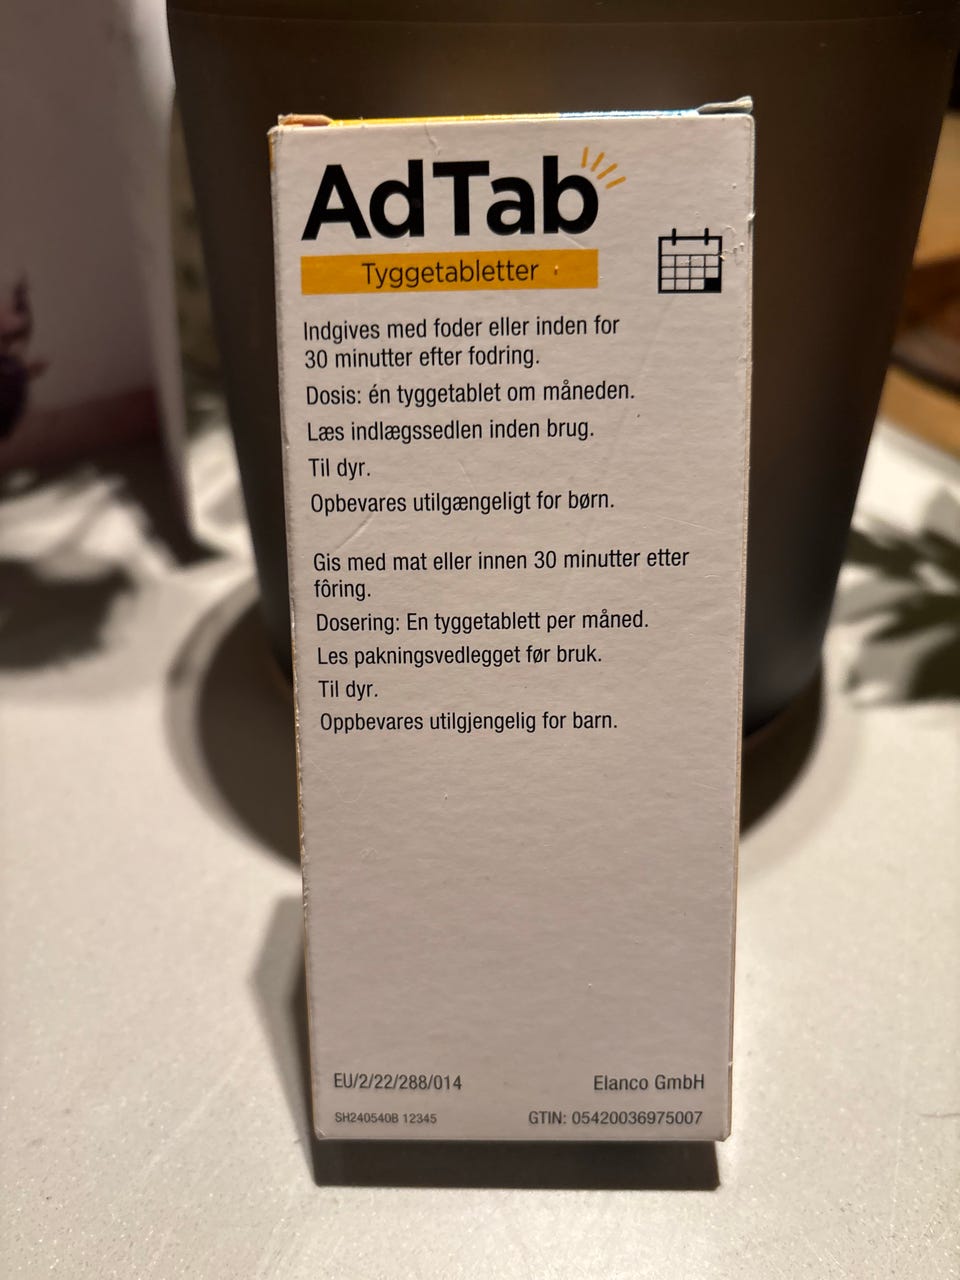 AdTab
Tyggetabletter
Indgives med foder eller inden for
30 minutter efter fodring.
Dosis: én tyggetablet om måneden.
Læs indlægssedlen inden brug.
Til dyr.
Opbevares utilgængeligt for børn.
Gis med mat eller innen 30 minutter etter
fôring.
Dosering: En tyggetablett per måned.
Les pakningsvedlegget før bruk.
Til dyr.
Oppbevares utilgjengelig for barn.
EU/2/22/288/014 Elanco GmbH
SH240540B 12345 GTIN: 05420036975007